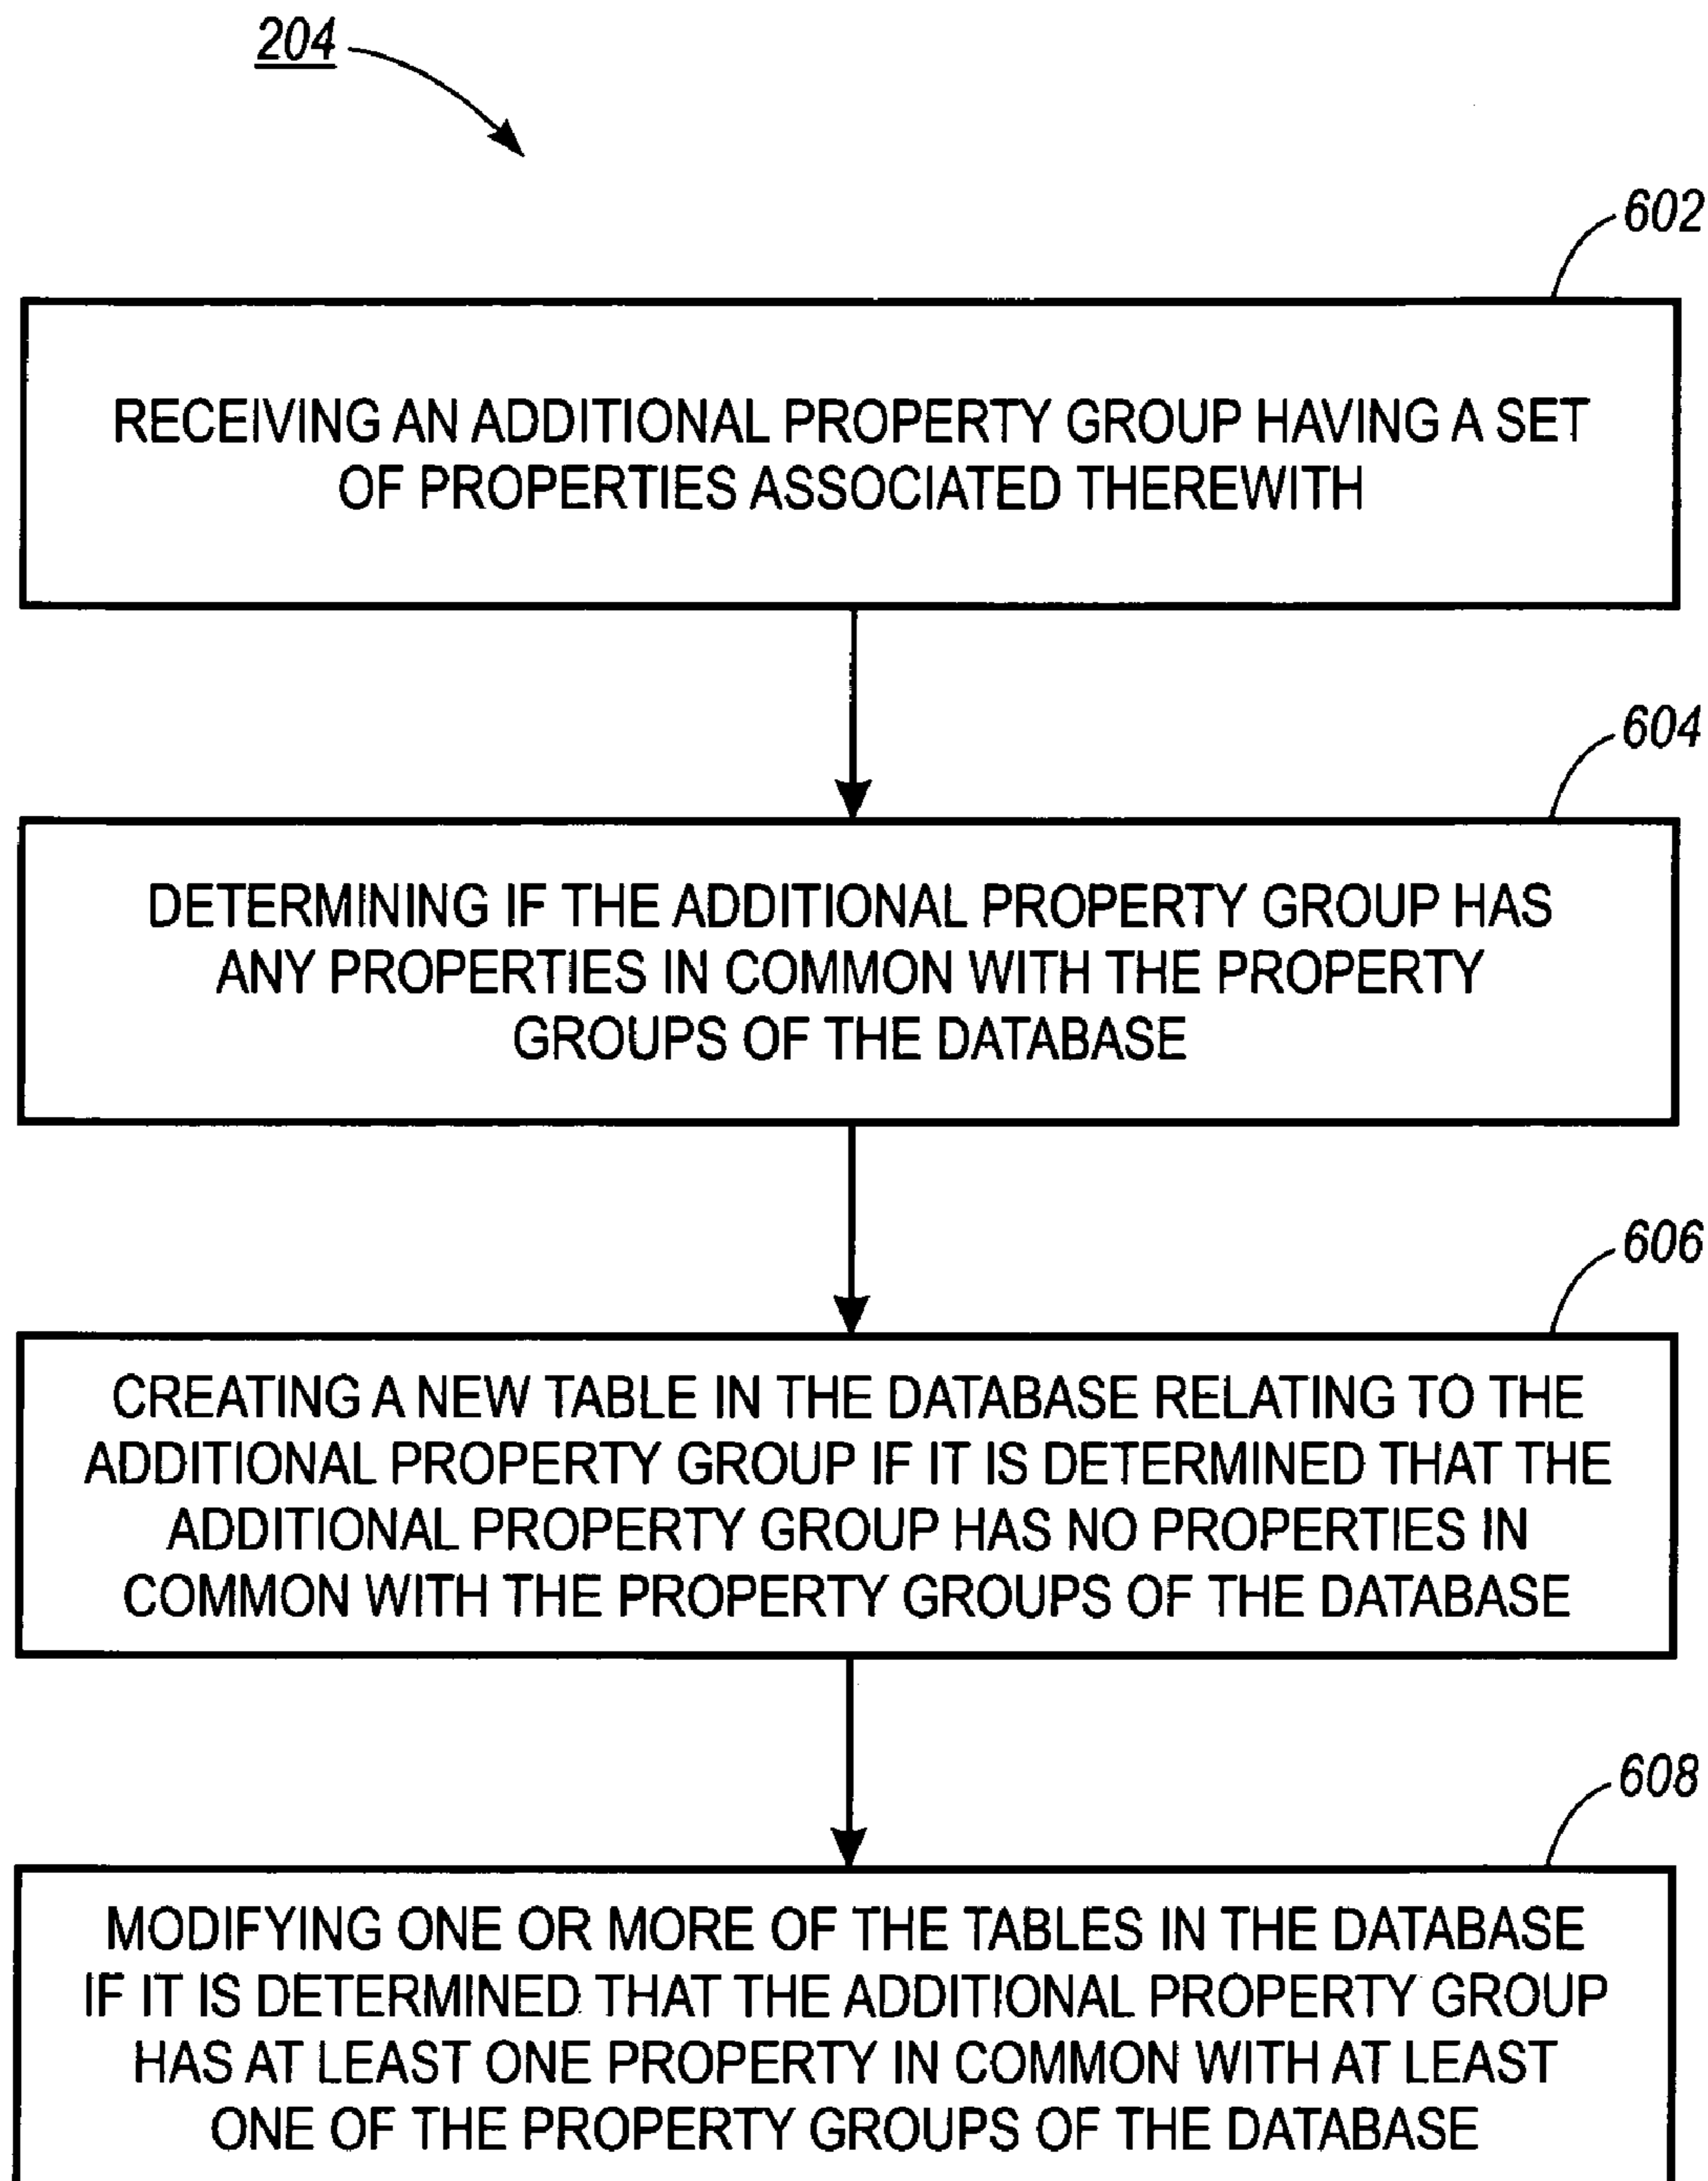 204
602
RECEIVING AN ADDITIONAL PROPERTY GROUP HAVING A SET
OF PROPERTIES ASSOCIATED THEREWITH
604
DETERMINING IF THE ADDITIONAL PROPERTY GROUP HAS
ANY PROPERTIES IN COMMON WITH THE PROPERTY
GROUPS OF THE DATABASE
606
CREATING A NEW TABLE IN THE DATABASE RELATING TO THE
ADDITIONAL PROPERTY GROUP IF IT IS DETERMINED THAT THE
ADDITIONAL PROPERTY GROUP HAS NO PROPERTIES IN
COMMON WITH THE PROPERTY GROUPS OF THE DATABASE
608
MODIFYING ONE OR MORE OF THE TABLES IN THE DATABASE
IF IT IS DETERMINED THAT THE ADDITIONAL PROPERTY GROUP
HAS AT LEAST ONE PROPERTY IN COMMON WITH AT LEAST
ONE OF THE PROPERTY GROUPS OF THE DATABASE